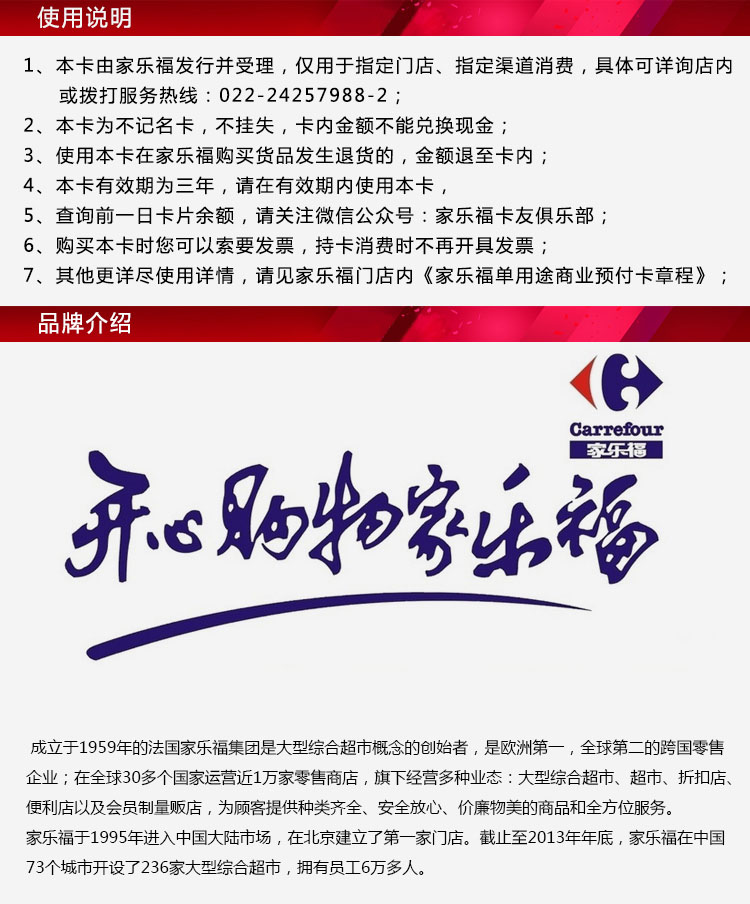 使用说明
1、本卡由家乐福发行并受理，仅用于指定门店、指定渠道消费，具体可详询店内
或拨打服务热线：022-24257988-2；
2、本卡为不记名卡，不挂失，卡内金额不能兑换现金；
3、使用本卡在家乐福购买货品发生退货的，金额退至卡内；
4、本卡有效期为三年，请在有效期内使用本卡，
5、查询前一日卡片余额，请关注微信公众号：家乐福卡友俱乐部；
6、购买本卡时您可以索要发票，持卡消费时不再开具发票；
7、其他更详尽使用详情，请见家乐福门店内《家乐福单用途商业预付卡章程》；
品牌介绍
Carrefour
家乐福
开心购物家乐福
成立于1959年的法国家乐福集团是大型综合超市概念的创始者，是欧洲第一，全球第二的跨国零售
企业；在全球30多个国家运营近1万家零售商店，旗下经营多种业态：大型综合超市、超市、折扣店、
便利店以及会员制量贩店，为顾客提供种类齐全、安全放心、价廉物美的商品和全方位服务。
家乐福于1995年进入中国大陆市场，在北京建立了第一家门店。截止至2013年年底，家乐福在中国
73个城市开设了236家大型综合超市，拥有员工6万多人。